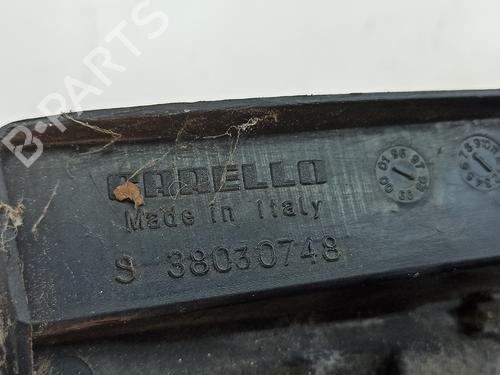 B-PARTS
CARELLO
Made in Italy
S 38030748